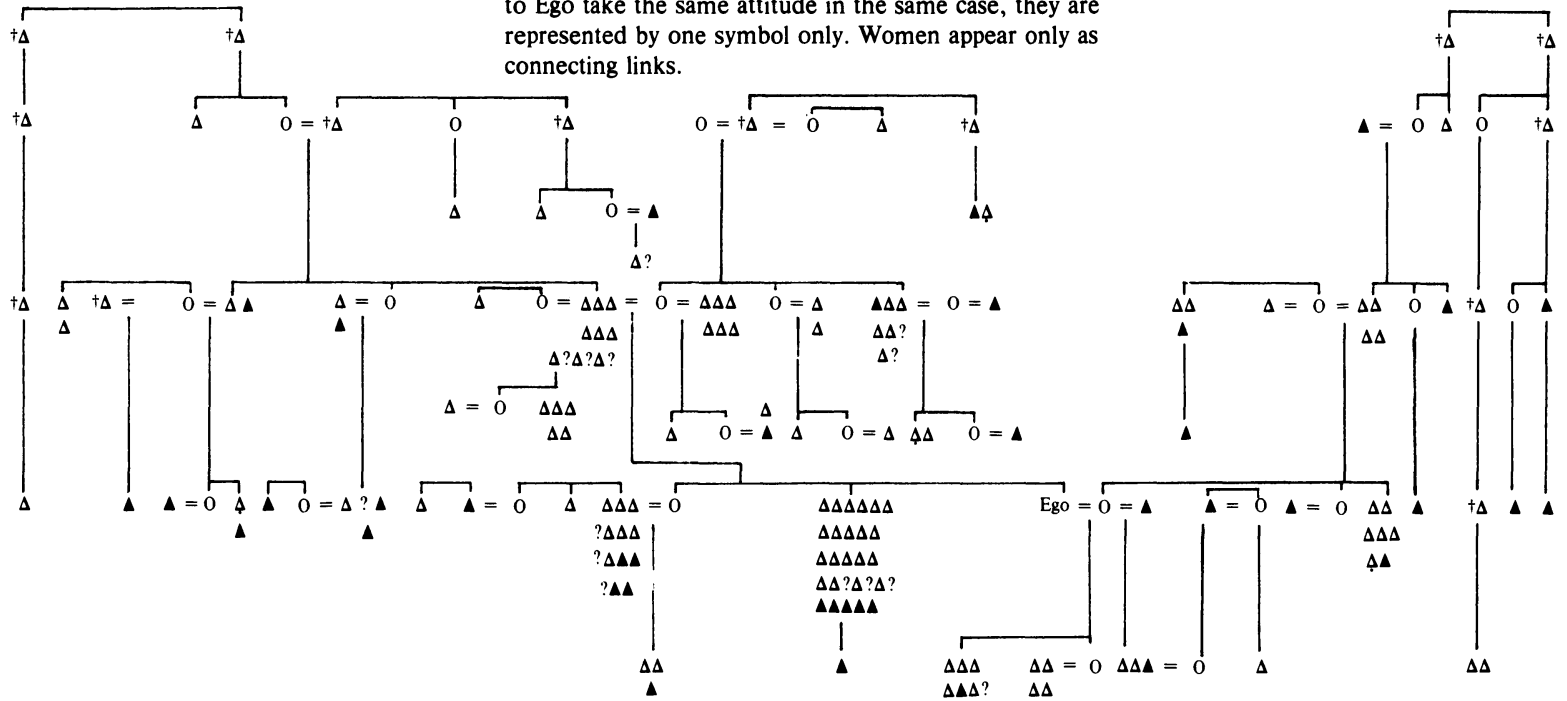 to Ego take the same attitude in the same case, they are
represented by one symbol only. Women appear only as
connecting links.
Ego